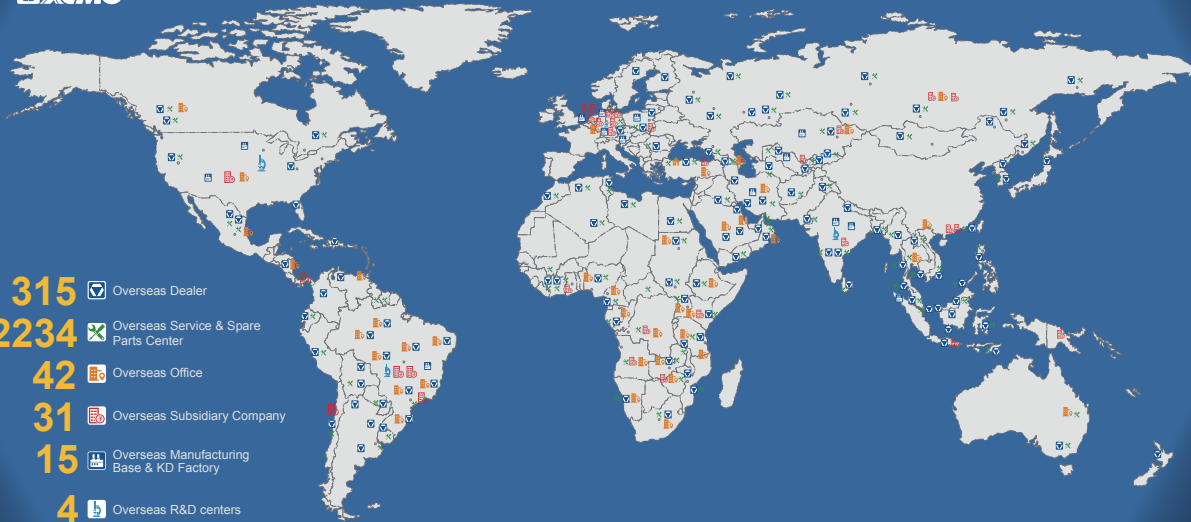 XCMG
315 Overseas Dealer
2234 Overseas Service & Spare
Parts Center
42 Overseas Office
31 Overseas Subsidiary Company
15 Overseas Manufacturing
Base & KD Factory
4 Overseas R&D centers